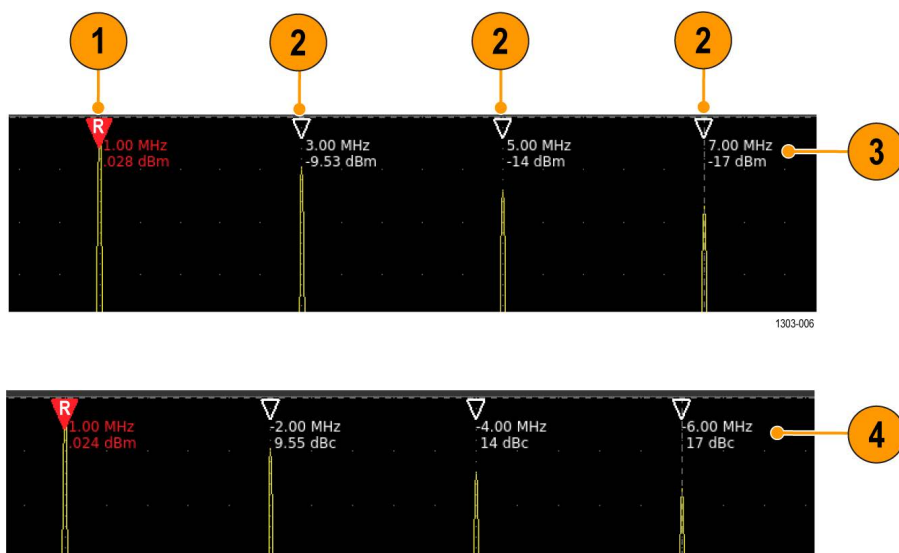 1 2 2 2
R
1.00 MHz 3.00 MHz 5.00 MHz 7.00 MHz
.028 dBm -9.53 dBm -14 dBm -17 dBm
3
1303-006
R
1.00 MHz -2.00 MHz -4.00 MHz -6.00 MHz
.024 dBm 9.55 dBc 14 dBc 17 dBc
4